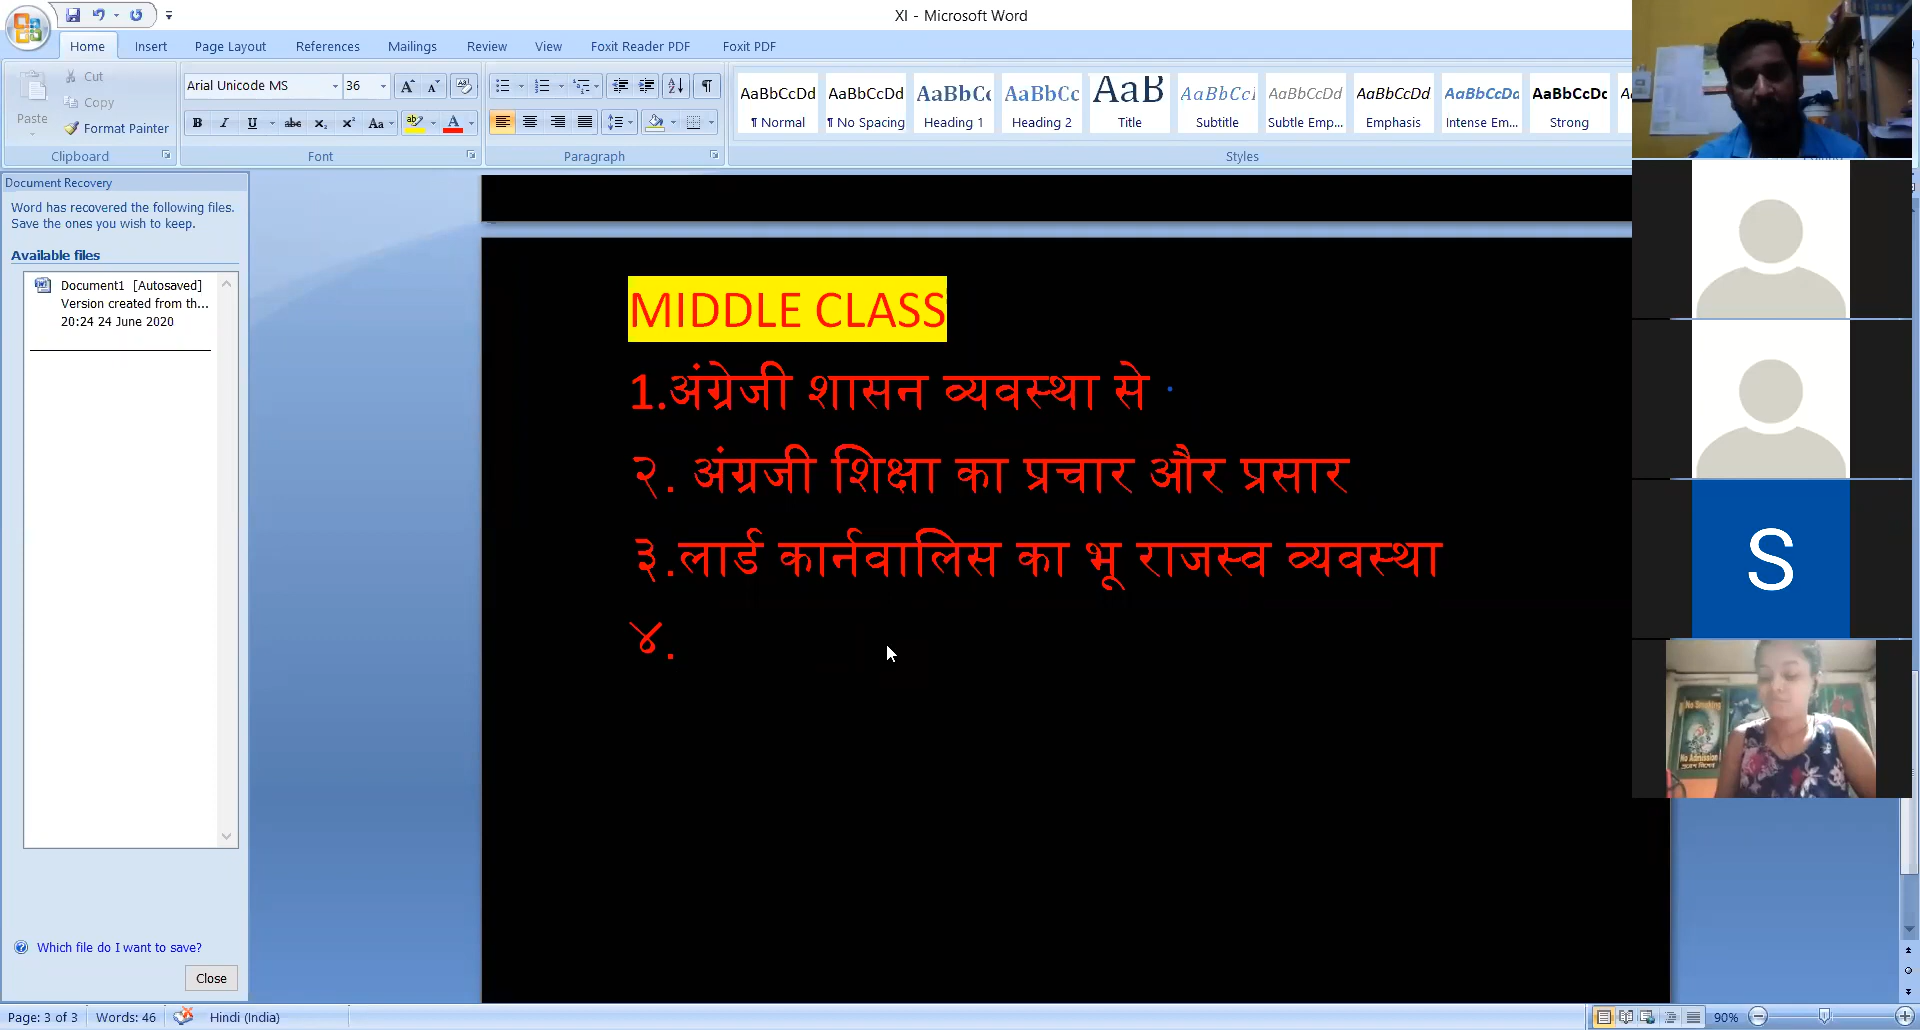 XI - Microsoft Word
Home Insert Page Layout References Mailings Review View Foxit Reader PDF Foxit PDF
Paste
Cut
Copy
Format Painter
Clipboard
Arial Unicode MS 36
Font
Paragraph
AaBbCcDd AaBbCcDd AaBbCc AaBbCc AaB AaBbCcI AaBbCcDd AaBbCcDd AaBbCcDd AaBbCcDc
¶ Normal ¶ No Spacing Heading 1 Heading 2 Title Subtitle Subtle Emp... Emphasis Intense Em... Strong
Styles
Document Recovery
Word has recovered the following files.
Save the ones you wish to keep.
Available files
Document1 [Autosaved]
Version created from th...
20:24 24 June 2020
Which file do I want to save?
Close
MIDDLE CLASS
1.अंग्रेजी शासन व्यवस्था से
२. अंग्रजी शिक्षा का प्रचार और प्रसार
३.लार्ड कार्नवालिस का भू राजस्व व्यवस्था
४.
S
No Smoking
No Admission
Page: 3 of 3 Words: 46 Hindi (India) 90%